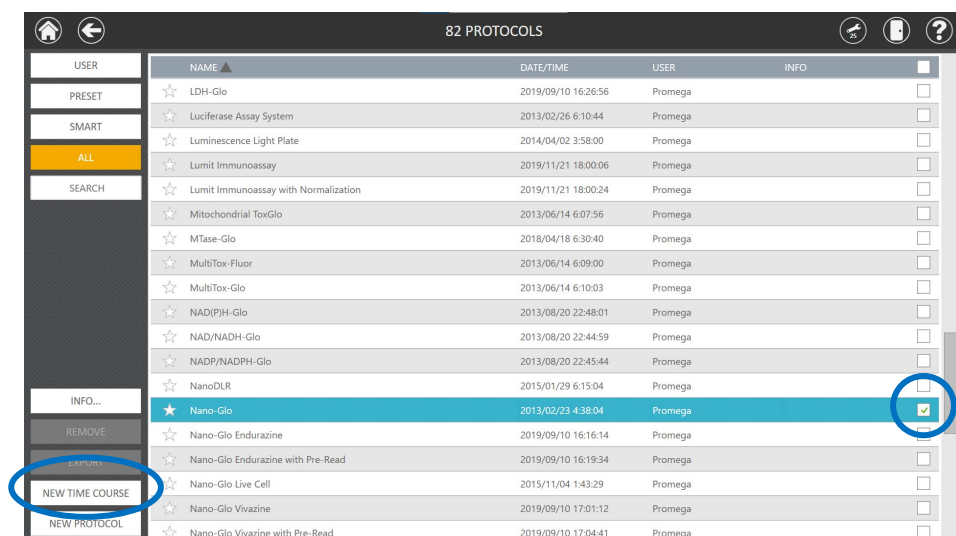 82 PROTOCOLS
25
?
USER
PRESET
SMART
ALL
SEARCH
INFO...
REMOVE
EXPORT
NEW TIME COURSE
NEW PROTOCOL
NAME DATE/TIME USER INFO
LDH-Glo 2019/09/10 16:26:56 Promega
Luciferase Assay System 2013/02/26 6:10:44 Promega
Luminescence Light Plate 2014/04/02 3:58:00 Promega
Lumit Immunoassay 2019/11/21 18:00:06 Promega
Lumit Immunoassay with Normalization 2019/11/21 18:00:24 Promega
Mitochondrial ToxGlo 2013/06/14 6:07:56 Promega
MTase-Glo 2018/04/18 6:30:40 Promega
MultiTox-Fluor 2013/06/14 6:09:00 Promega
MultiTox-Glo 2013/06/14 6:10:03 Promega
NAD(P)H-Glo 2013/08/20 22:48:01 Promega
NAD/NADH-Glo 2013/08/20 22:44:59 Promega
NADP/NADPH-Glo 2013/08/20 22:45:44 Promega
NanoDLR 2015/01/29 6:15:04 Promega
Nano-Glo 2013/02/23 4:38:04 Promega
Nano-Glo Endurazine 2019/09/10 16:16:14 Promega
Nano-Glo Endurazine with Pre-Read 2019/09/10 16:19:34 Promega
Nano-Glo Live Cell 2015/11/04 1:43:29 Promega
Nano-Glo Vivazine 2019/09/10 17:01:12 Promega
Nano-Glo Vivazine with Pre-Read 2019/09/10 17:04:41 Promega